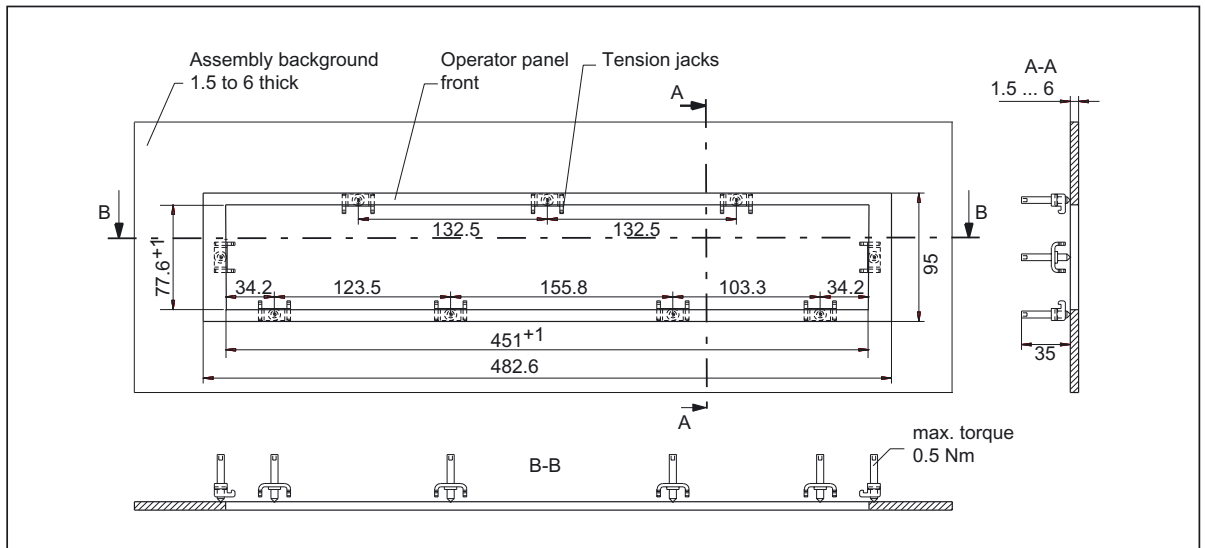 Assembly background
1.5 to 6 thick
Operator panel
front
Tension jacks
A
A-A
1.5 ... 6
B
B
132.5
132.5
77.6+1
95
34.2
123.5
155.8
103.3
34.2
451+1
482.6
35
A
max. torque
0.5 Nm
B-B